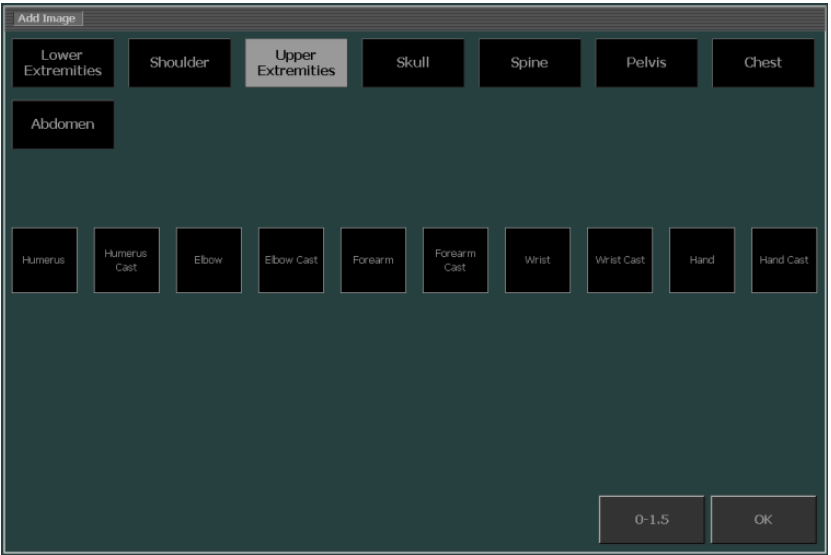 Add Image
Lower
Extremities
Shoulder
Upper
Extremities
Skull
Spine
Pelvis
Chest
Abdomen
Humerus
Humerus
Cast
Elbow
Elbow Cast
Forearm
Forearm
Cast
Wrist
Wrist Cast
Hand
Hand Cast
0-1.5
OK